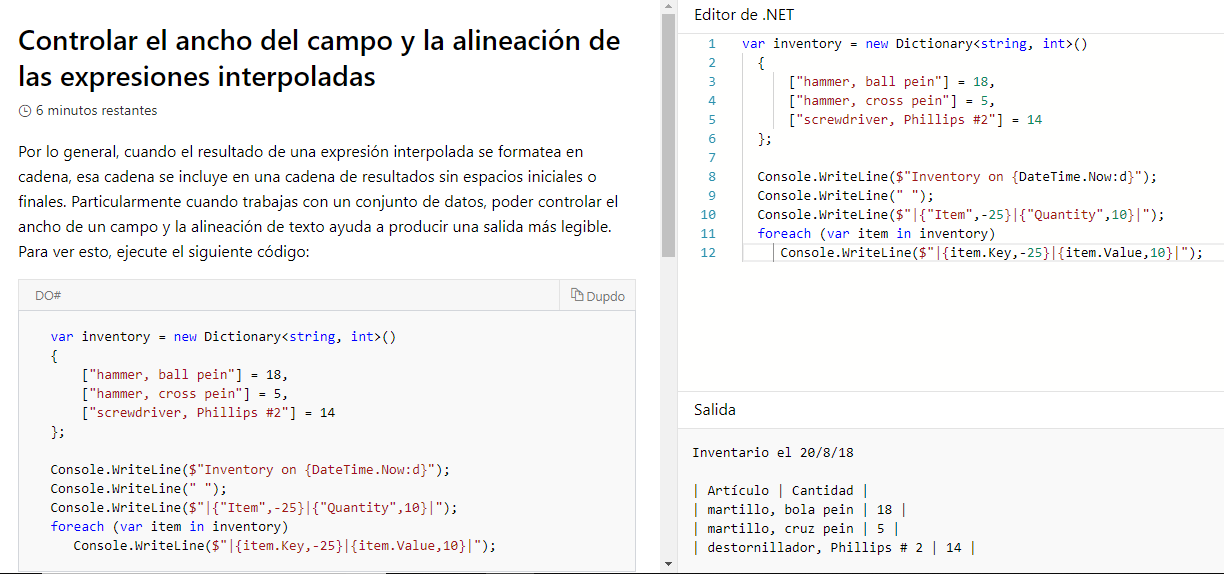 Controlar el ancho del campo y la alineación de
las expresiones interpoladas
6 minutos restantes
Por lo general, cuando el resultado de una expresión interpolada se formatea en
cadena, esa cadena se incluye en una cadena de resultados sin espacios iniciales o
finales. Particularmente cuando trabajas con un conjunto de datos, poder controlar el
ancho de un campo y la alineación de texto ayuda a producir una salida más legible.
Para ver esto, ejecute el siguiente código:
DO#
Dupdo
var inventory = new Dictionary<string, int>()
{
    ["hammer, ball pein"] = 18,
    ["hammer, cross pein"] = 5,
    ["screwdriver, Phillips #2"] = 14
};
Console.WriteLine($"Inventory on {DateTime.Now:d}");
Console.WriteLine(" ");
Console.WriteLine($"|{"Item",-25}|{"Quantity",10}|");
foreach (var item in inventory)
   Console.WriteLine($"|{item.Key,-25}|{item.Value,10}|");
Editor de .NET
1 var inventory = new Dictionary<string, int>()
2   {
3       ["hammer, ball pein"] = 18,
4       ["hammer, cross pein"] = 5,
5       ["screwdriver, Phillips #2"] = 14
6   };
7
8   Console.WriteLine($"Inventory on {DateTime.Now:d}");
9   Console.WriteLine(" ");
10   Console.WriteLine($"|{"Item",-25}|{"Quantity",10}|");
11   foreach (var item in inventory)
12      Console.WriteLine($"|{item.Key,-25}|{item.Value,10}|");
Salida
Inventario el 20/8/18
| Artículo | Cantidad |
| martillo, bola pein | 18 |
| martillo, cruz pein | 5 |
| destornillador, Phillips # 2 | 14 |